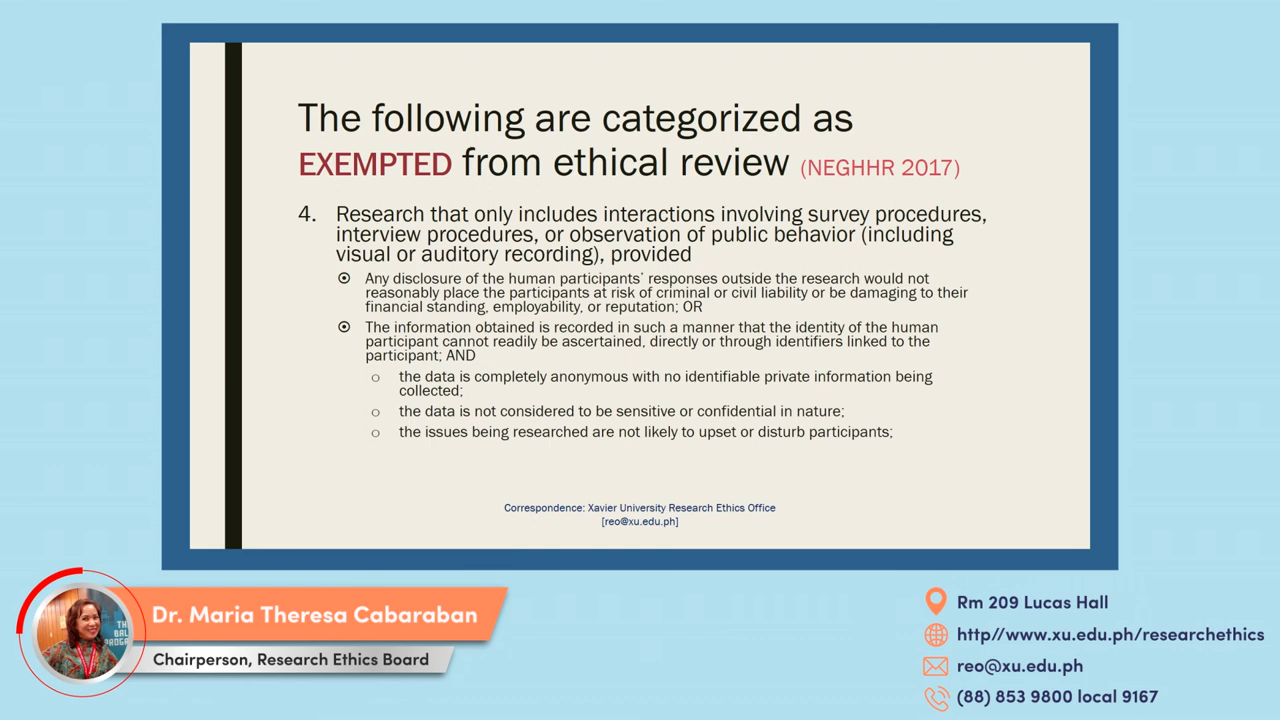 The following are categorized as
EXEMPTED from ethical review (NEGHHR 2017)
4. Research that only includes interactions involving survey procedures,
interview procedures, or observation of public behavior (including
visual or auditory recording), provided
Any disclosure of the human participants' responses outside the research would not
reasonably place the participants at risk of criminal or civil liability or be damaging to their
financial standing, employability, or reputation; OR
The information obtained is recorded in such a manner that the identity of the human
participant cannot readily be ascertained, directly or through identifiers linked to the
participant; AND
the data is completely anonymous with no identifiable private information being
collected;
the data is not considered to be sensitive or confidential in nature;
the issues being researched are not likely to upset or disturb participants;
Correspondence: Xavier University Research Ethics Office
[reo@xu.edu.ph]
Dr. Maria Theresa Cabaraban
Chairperson, Research Ethics Board
Rm 209 Lucas Hall
http//www.xu.edu.ph/researchethics
reo@xu.edu.ph
(88) 853 9800 local 9167